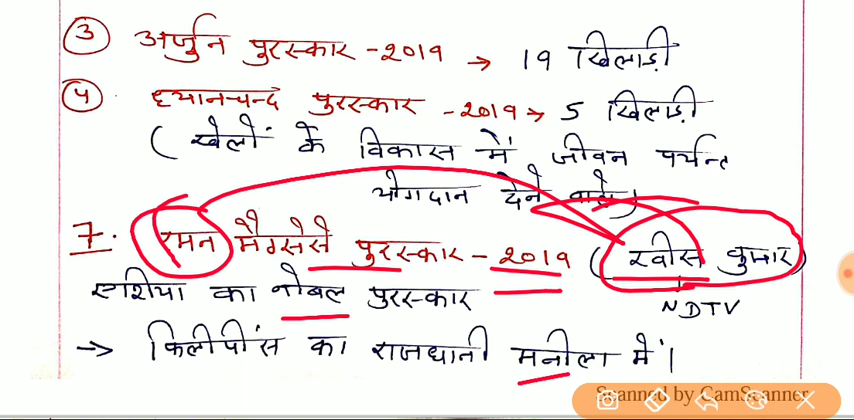 ③ अर्जुन पुरस्कार - 2019 → 19 खिलाड़ी
④ ध्यानचन्द पुरस्कार - 2019 → 5 खिलाड़ी
( खेलों के विकास में जीवन पर्यन्त
योगदान देने वाले)
7. रमन मैग्सेसे पुरस्कार - 2019 ( रवीस कुमार)
एशिया का नोबल पुरस्कार NDTV
→ फिलीपींस का राजधानी मनीला में।
Scanned by CamScanner